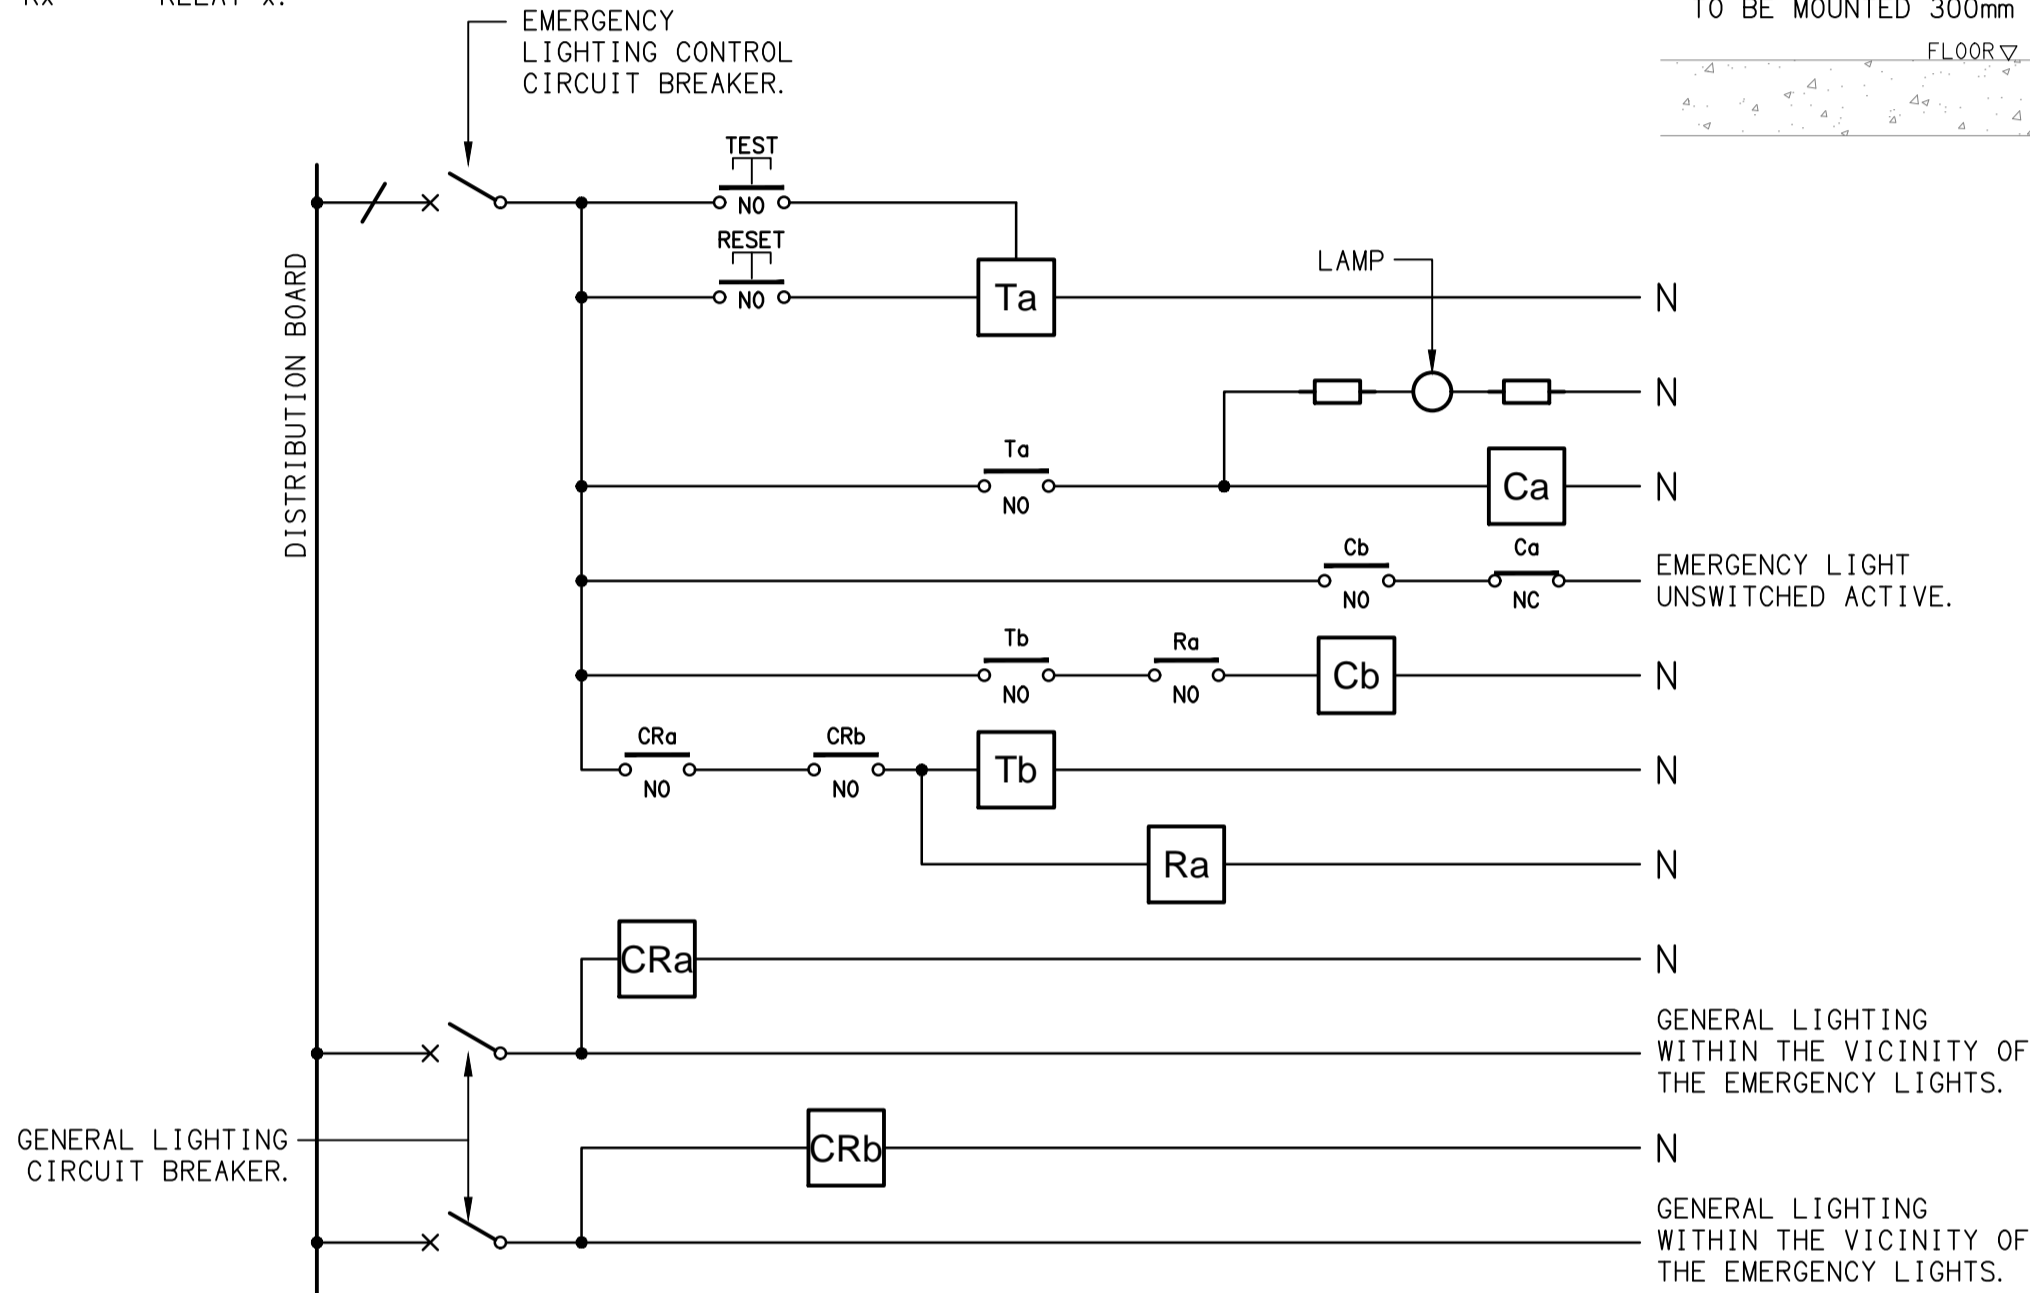 RELAY X.
TO BE MOUNTED 300mm
FLOOR
EMERGENCY
LIGHTING CONTROL
CIRCUIT BREAKER.
DISTRIBUTION BOARD
TEST
NO
RESET
NO
Ta
N
LAMP
N
Ta
NO
Ca
N
Cb
NO
Ca
NC
EMERGENCY LIGHT
UNSWITCHED ACTIVE.
Tb
NO
Ra
NO
Cb
N
CRa
NO
CRb
NO
Tb
N
Ra
N
CRa
N
GENERAL LIGHTING
WITHIN THE VICINITY OF
THE EMERGENCY LIGHTS.
GENERAL LIGHTING
CIRCUIT BREAKER.
CRb
N
GENERAL LIGHTING
WITHIN THE VICINITY OF
THE EMERGENCY LIGHTS.